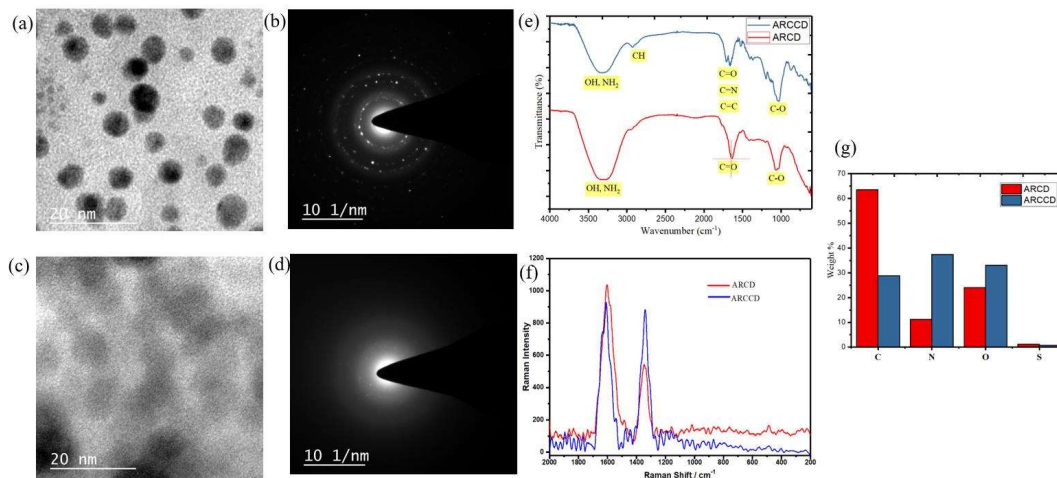 (a)
20 nm
(b)
10 1/nm
(c)
20 nm
(d)
10 1/nm
(e)
ARCCD
ARCD
CH
OH, NH2
C=O
C=N
C=C
C-O
OH, NH2
C=O
C-O
Transmittance (%)
4000 3500 3000 2500 2000 1500 1000
Wavenumber (cm-1)
(f)
ARCD
ARCCD
Raman Intensity
1200
1000
800
600
400
200
0
2000 1800 1600 1400 1200 1000 800 600 400 200
Raman Shift / cm-1
(g)
ARCD
ARCCD
Weight %
70
60
50
40
30
20
10
0
C N O S